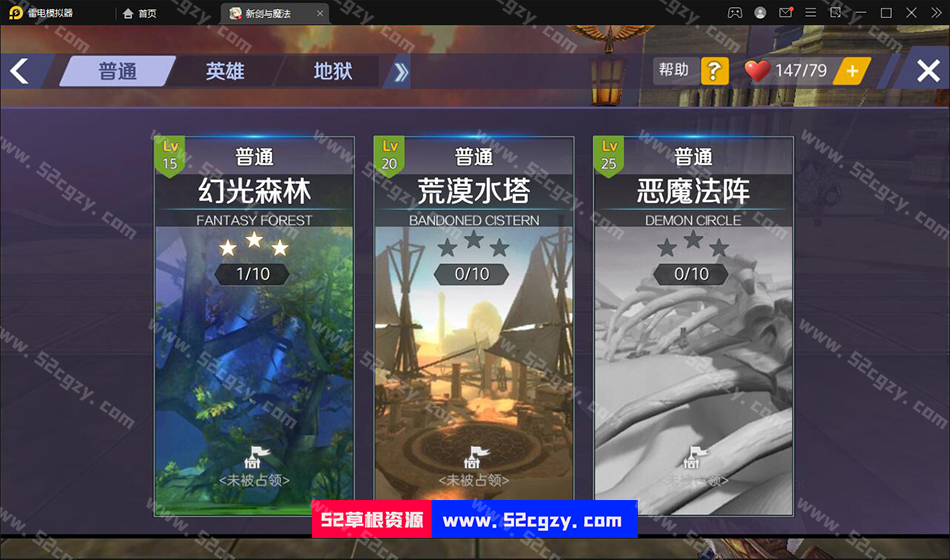 雷电模拟器
首页
新剑与魔法
普通
英雄
地狱
帮助
?
147/79
Lv
15
普通
幻光森林
FANTASY FOREST
1/10
<未被占领>
Lv
20
普通
荒漠水塔
BANDONED CISTERN
0/10
<未被占领>
Lv
25
普通
恶魔法阵
DEMON CIRCLE
0/10
52草根资源
www.52cgzy.com